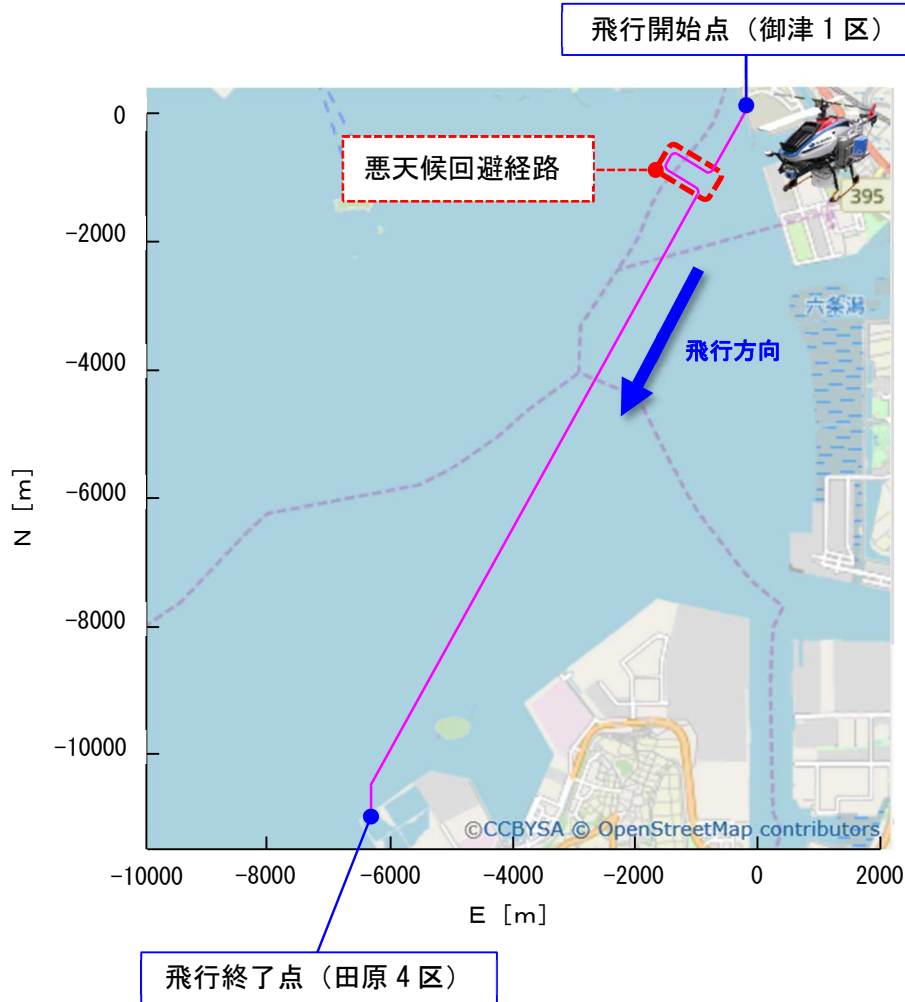 飛行開始点（御津1区）
悪天候回避経路
395
六条潟
飛行方向
0
-2000
-4000
-6000
-8000
-10000
N [m]
©CCBYSA © OpenStreetMap contributors
-10000
-8000
-6000
-4000
-2000
0
2000
E [m]
飛行終了点（田原4区）